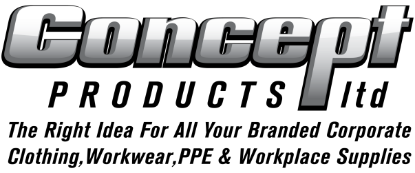 Concept
PRODUCTS ltd
The Right Idea For All Your Branded Corporate
Clothing,Workwear,PPE & Workplace Supplies